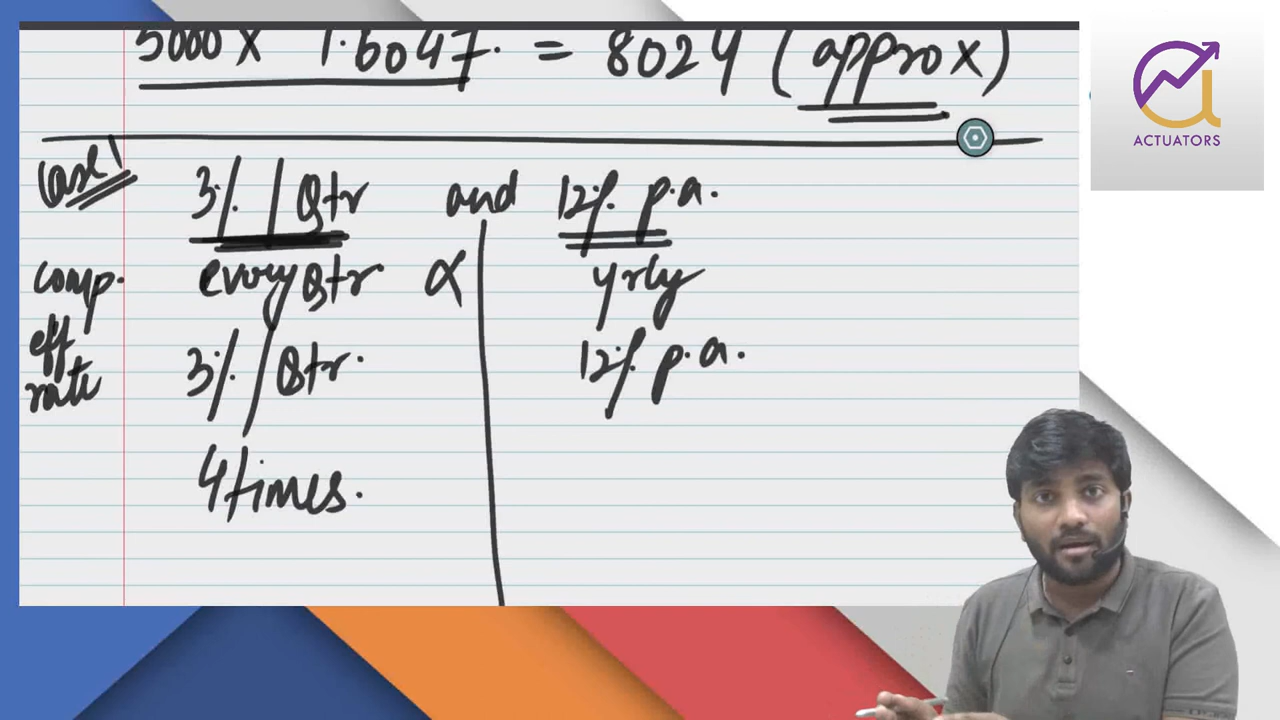 5000 x 1.6047. = 8024 (approx)
ACTUATORS
Case 1
3% / Qtr and 12% p.a.
comp. every Qtr α yrly
eff rate 3% / Qtr. 12% p.a.
4 times.